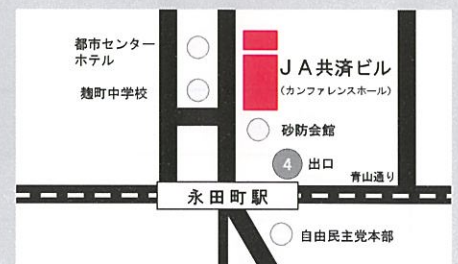 都市センター
ホテル
麹町中学校
JA共済ビル
(カンファレンスホール)
砂防会館
4 出口
青山通り
永田町駅
自由民主党本部